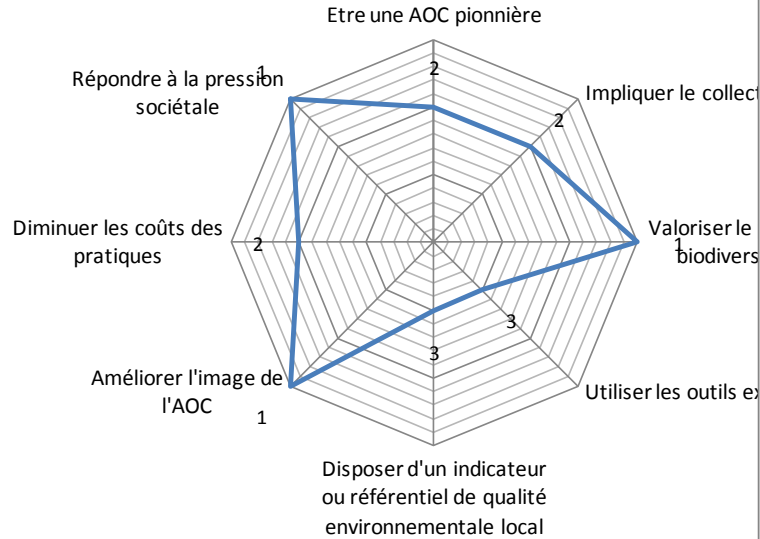 Etre une AOC pionnière
2
Impliquer le collect
2
Valoriser le
biodivers
1
Utiliser les outils ex
3
Disposer d'un indicateur
ou référentiel de qualité
environnementale local
3
Améliorer l'image de
l'AOC
1
Diminuer les coûts des
pratiques
2
Répondre à la pression
sociétale
1